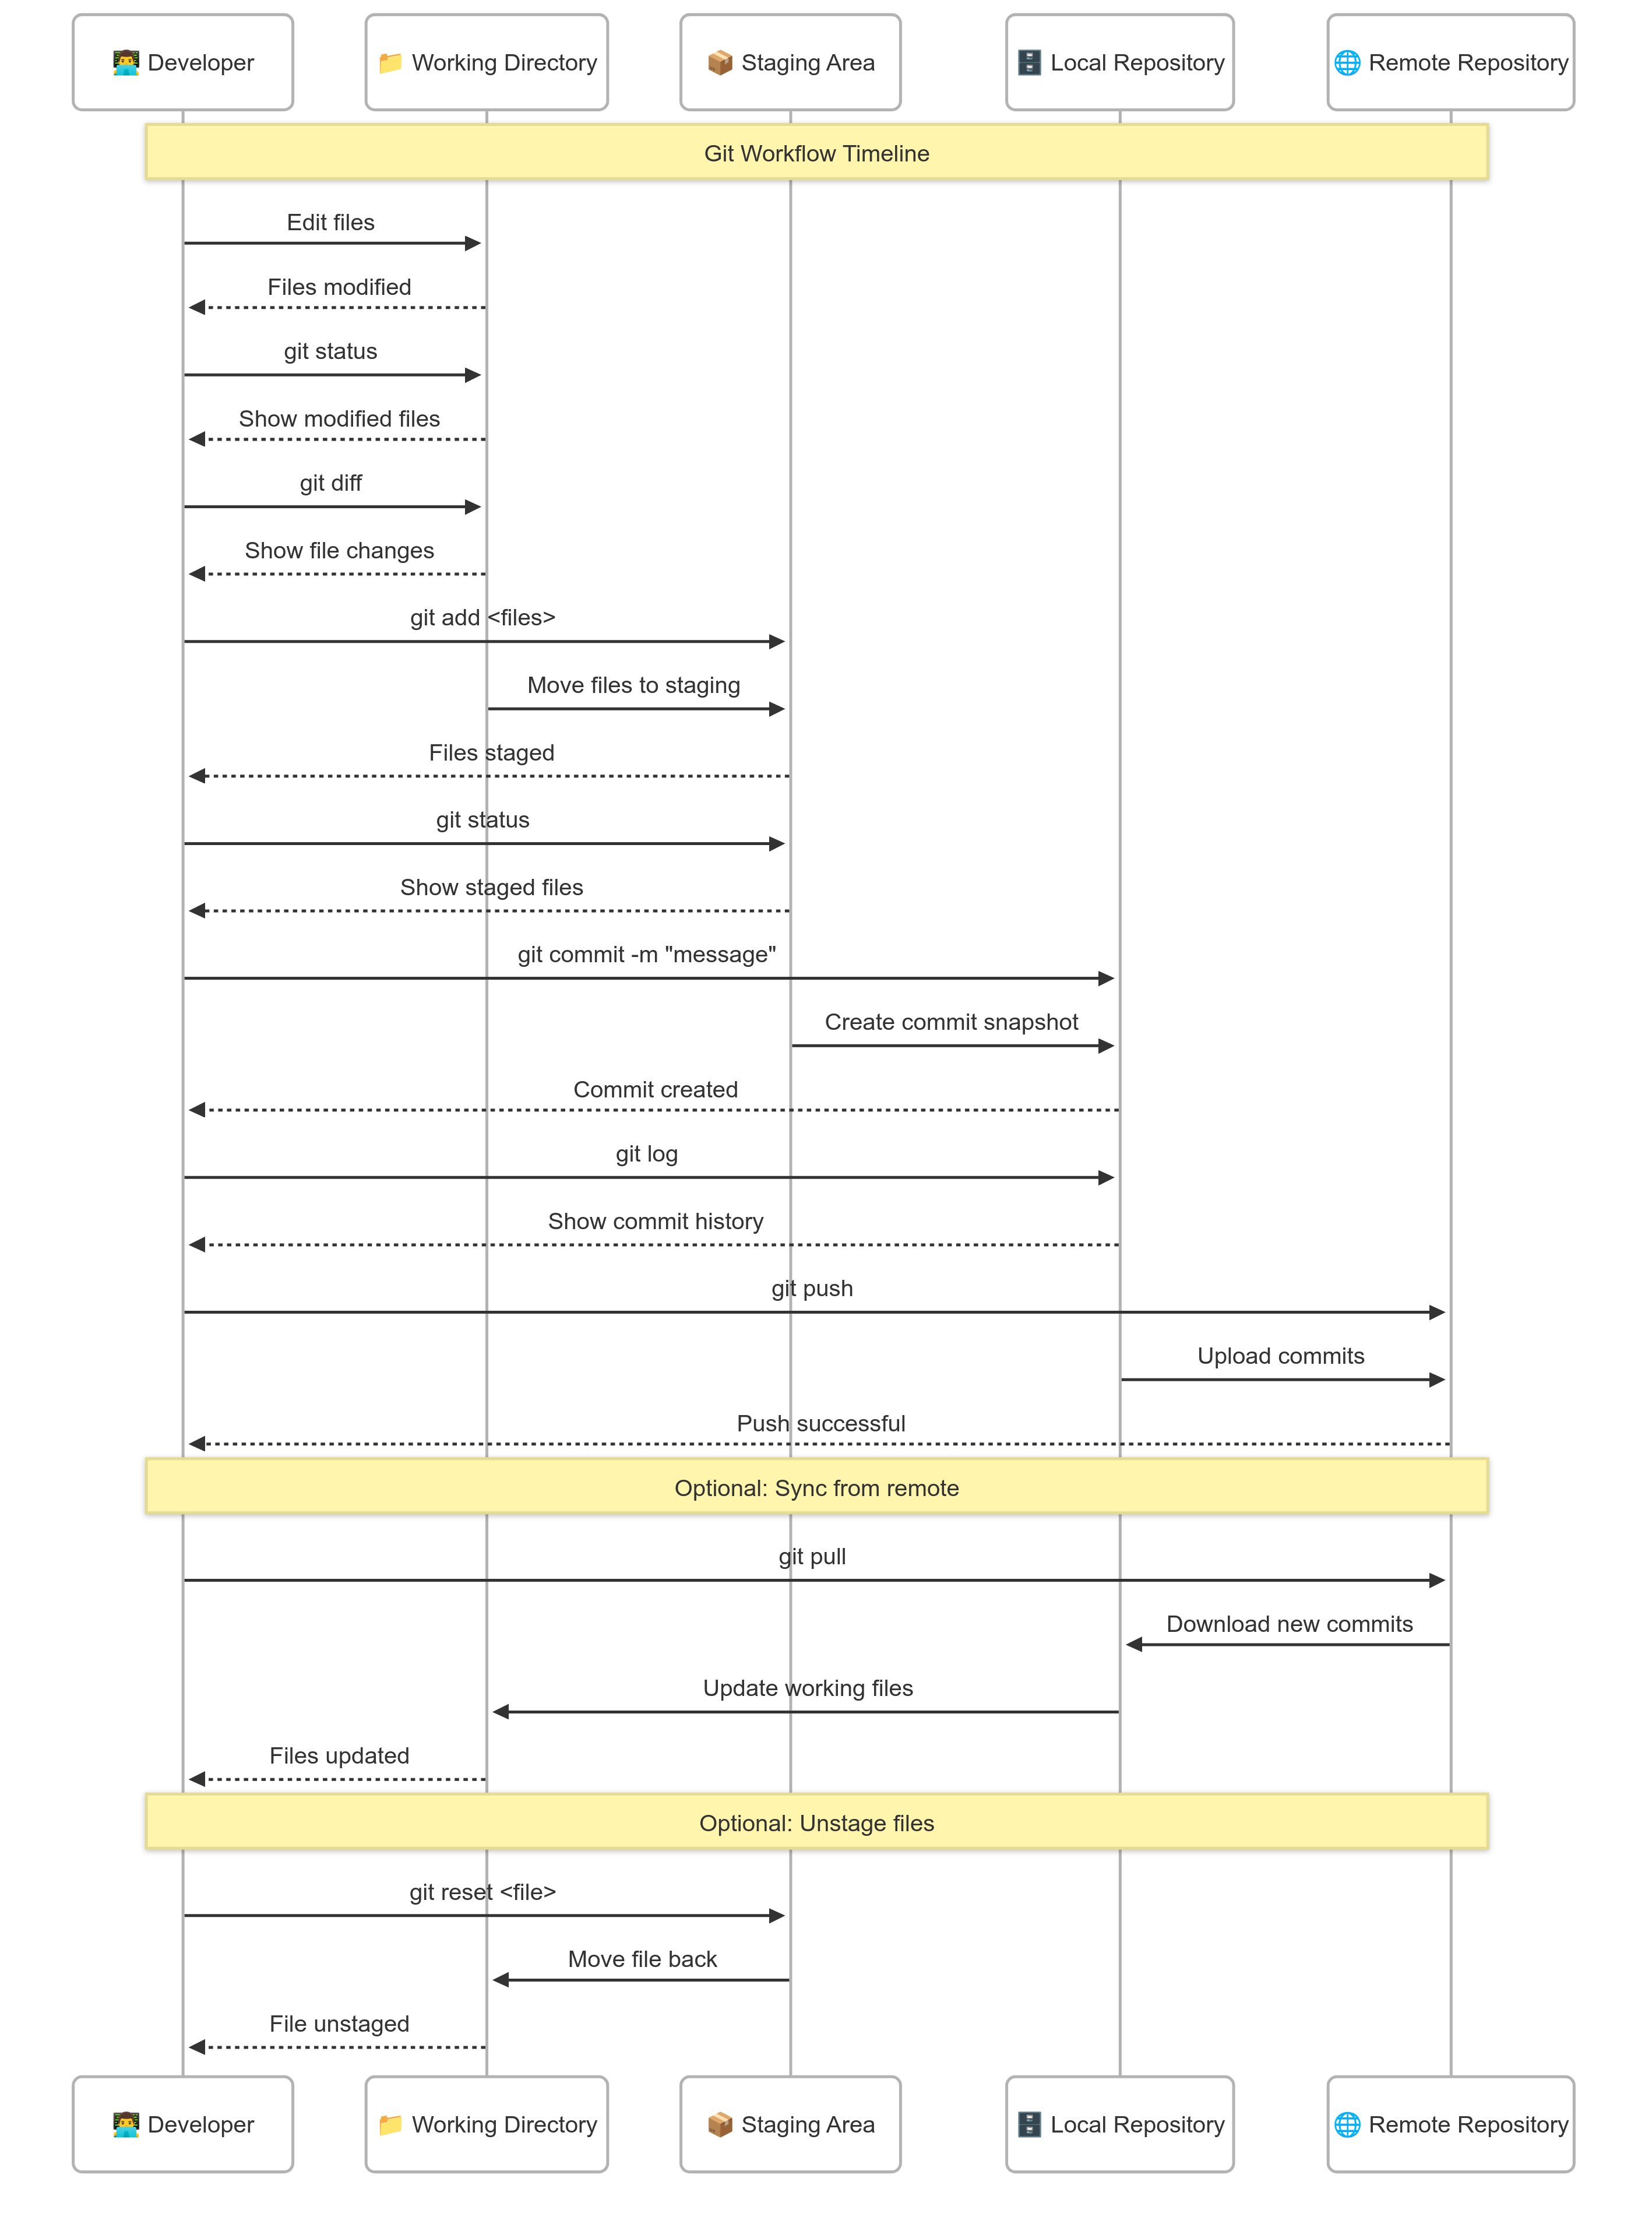 Developer
Working Directory
Staging Area
Local Repository
Remote Repository
Git Workflow Timeline
Edit files
Files modified
git status
Show modified files
git diff
Show file changes
git add <files>
Move files to staging
Files staged
git status
Show staged files
git commit -m "message"
Create commit snapshot
Commit created
git log
Show commit history
git push
Upload commits
Push successful
Optional: Sync from remote
git pull
Download new commits
Update working files
Files updated
Optional: Unstage files
git reset <file>
Move file back
File unstaged
Developer
Working Directory
Staging Area
Local Repository
Remote Repository